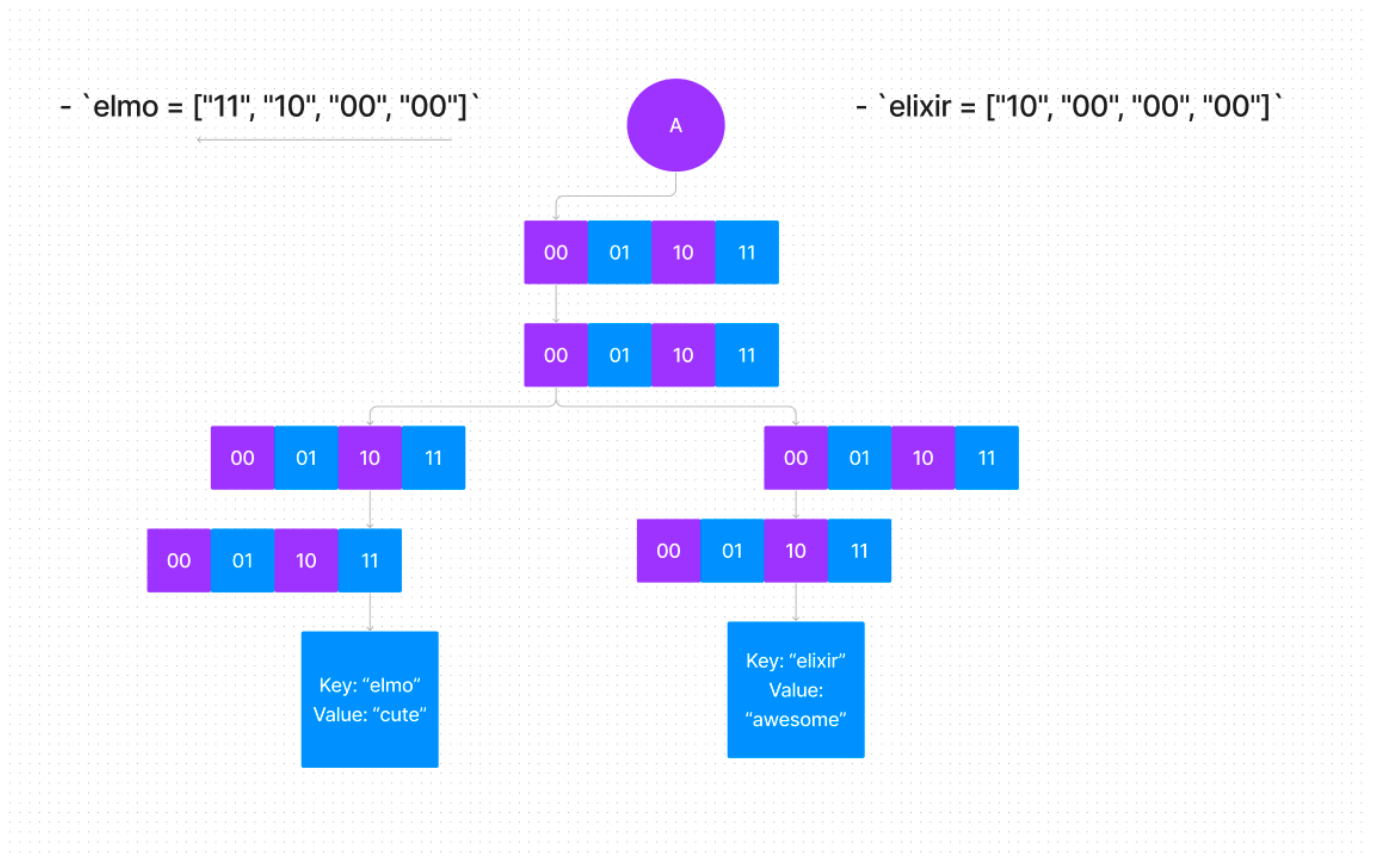 - `elmo = ["11", "10", "00", "00"]`
A
- `elixir = ["10", "00", "00", "00"]`
00 01 10 11
00 01 10 11
00 01 10 11
00 01 10 11
00 01 10 11
00 01 10 11
Key: “elmo”
Value: “cute”
Key: “elixir”
Value:
“awesome”